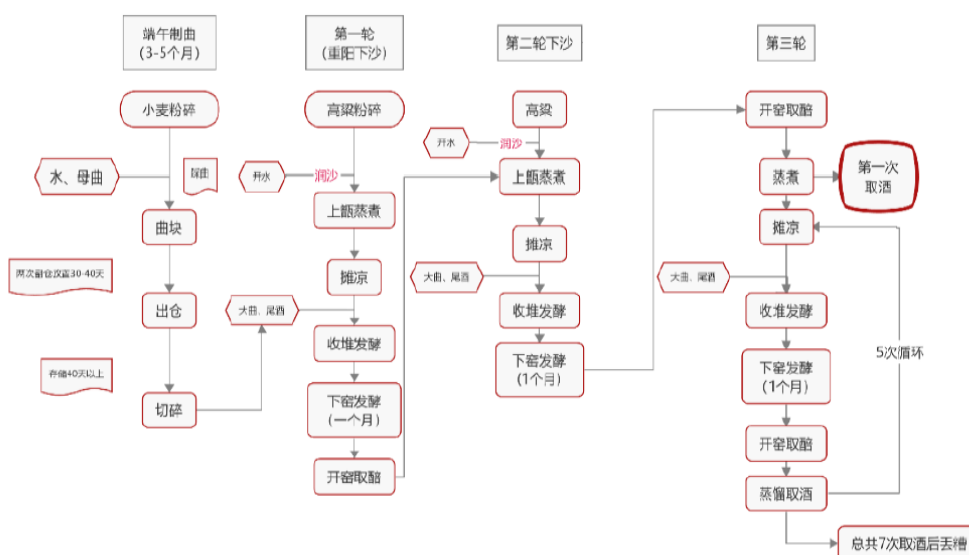 端午制曲
(3-5个月)
小麦粉碎
水、母曲
踩曲
曲块
两次翻仓放置30-40天
出仓
存储40天以上
切碎
第一轮
(重阳下沙)
高粱粉碎
开水
润沙
上甑蒸煮
摊凉
大曲、尾酒
收堆发酵
下窖发酵
(一个月)
开窖取醅
第二轮下沙
高粱
开水
润沙
上甑蒸煮
摊凉
大曲、尾酒
收堆发酵
下窖发酵
(1个月)
第三轮
开窖取醅
蒸煮
第一次
取酒
摊凉
大曲、尾酒
收堆发酵
5次循环
下窖发酵
(1个月)
开窖取醅
蒸馏取酒
总共7次取酒后丢糟